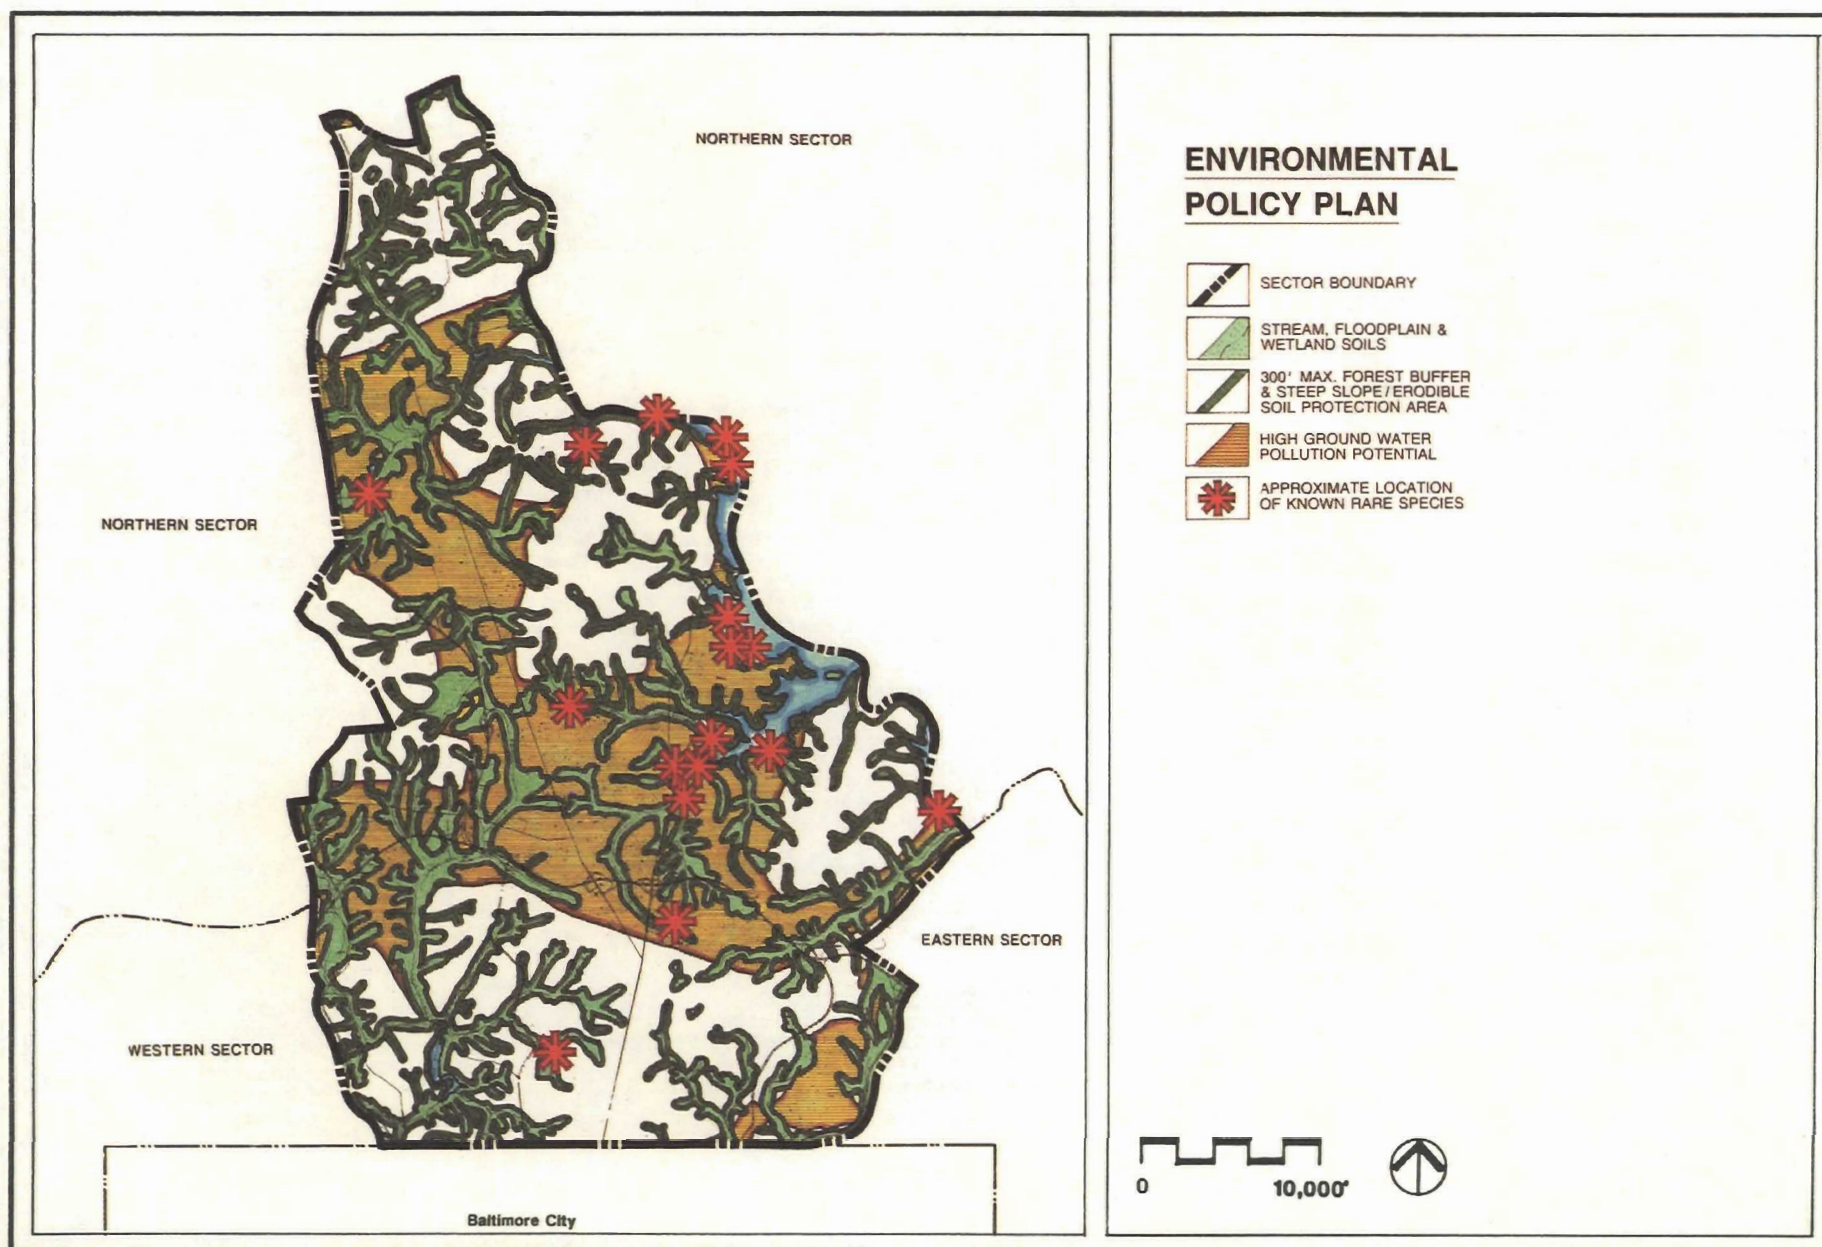 NORTHERN SECTOR
NORTHERN SECTOR
EASTERN SECTOR
WESTERN SECTOR
Baltimore City
ENVIRONMENTAL
POLICY PLAN
SECTOR BOUNDARY
STREAM, FLOODPLAIN &
WETLAND SOILS
300' MAX. FOREST BUFFER
& STEEP SLOPE/ERODIBLE
SOIL PROTECTION AREA
HIGH GROUND WATER
POLLUTION POTENTIAL
APPROXIMATE LOCATION
OF KNOWN RARE SPECIES
0 10,000'